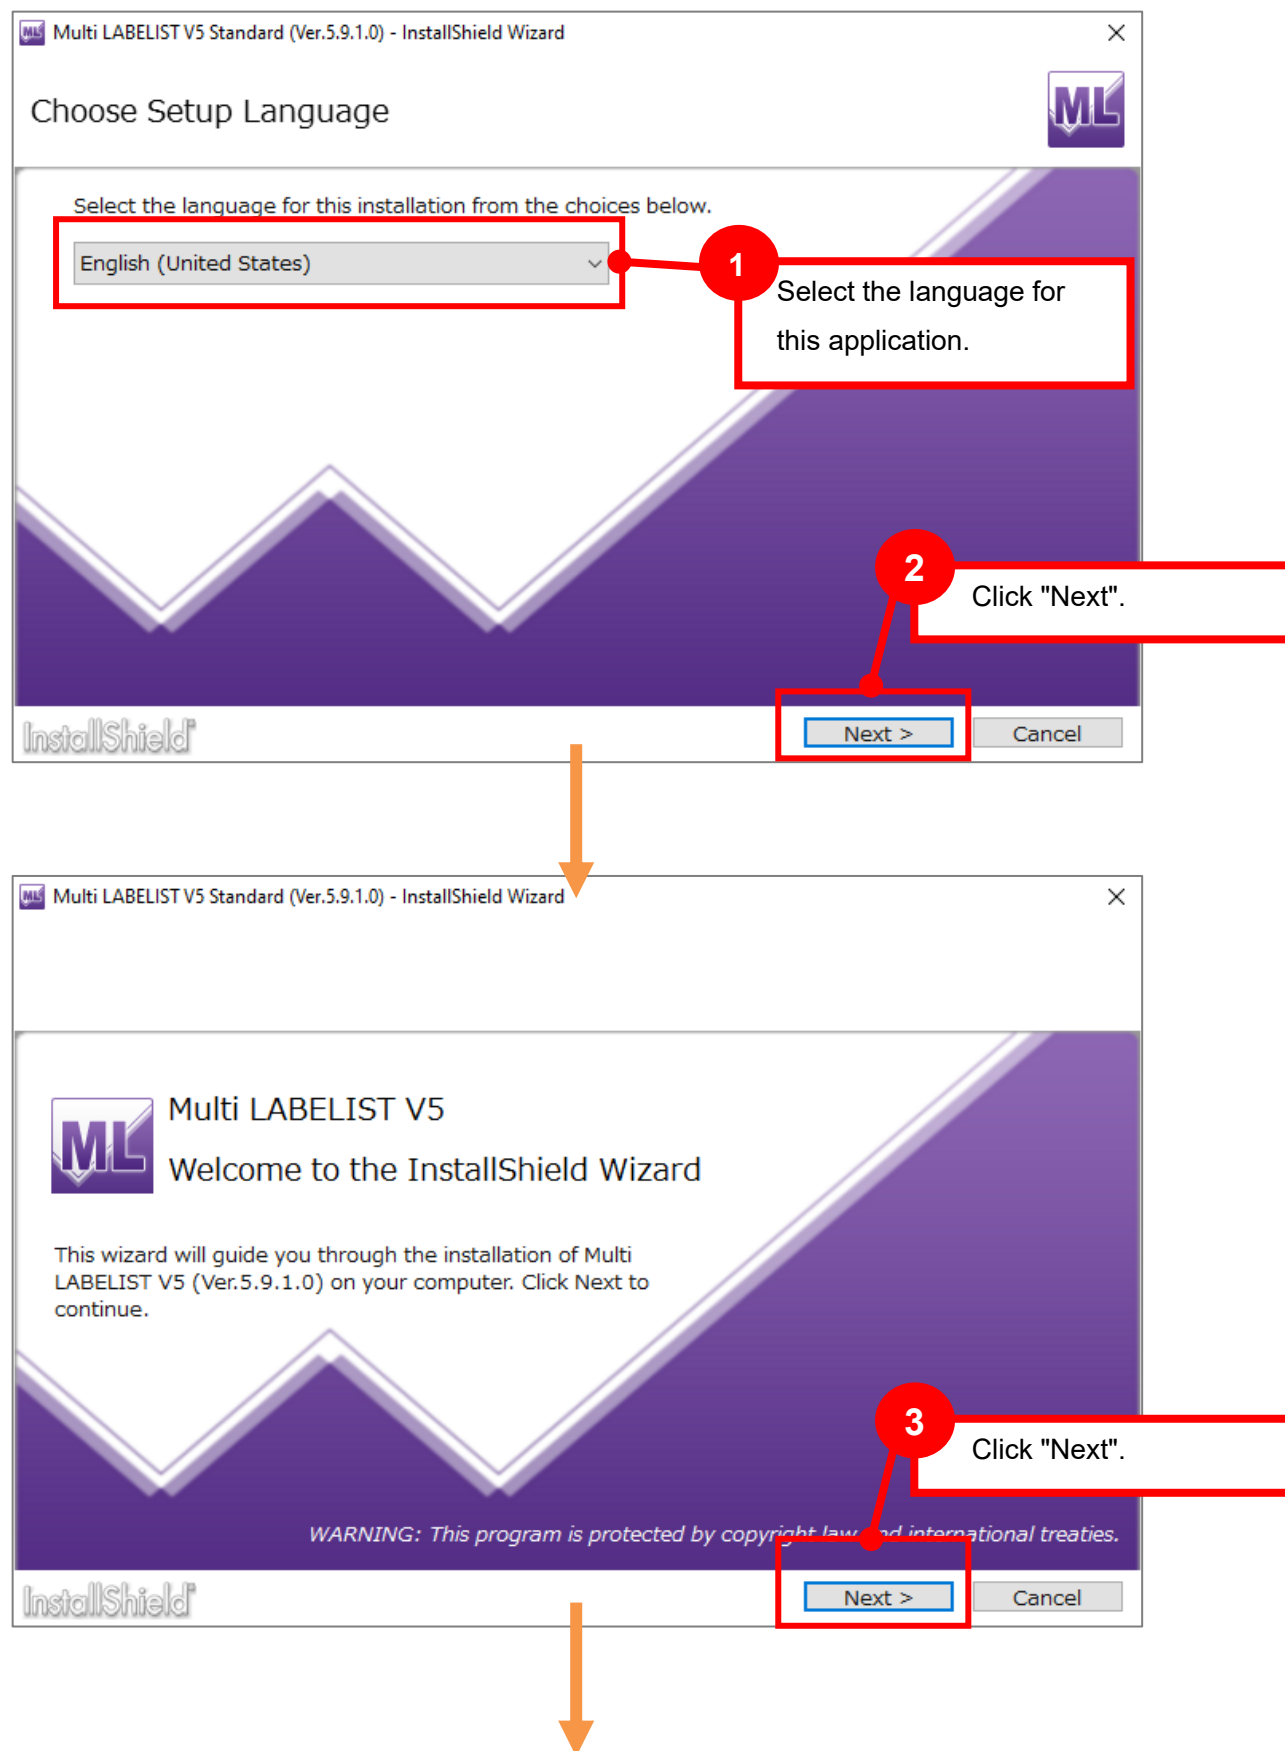 Multi LABELIST V5 Standard (Ver.5.9.1.0) - InstallShield Wizard
Choose Setup Language
ML
Select the language for this installation from the choices below.
English (United States)
1
Select the language for
this application.
2
Click "Next".
InstallShield
Next >
Cancel
Multi LABELIST V5 Standard (Ver.5.9.1.0) - InstallShield Wizard
ML
Multi LABELIST V5
Welcome to the InstallShield Wizard
This wizard will guide you through the installation of Multi
LABELIST V5 (Ver.5.9.1.0) on your computer. Click Next to
continue.
3
Click "Next".
WARNING: This program is protected by copyright law and international treaties.
InstallShield
Next >
Cancel